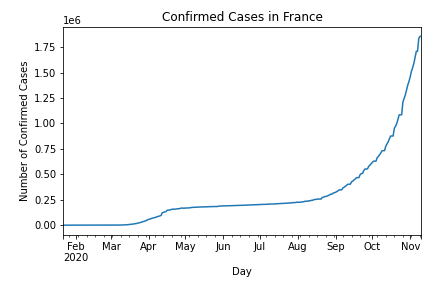 Confirmed Cases in France
1e6
1.75
1.50
1.25
1.00
0.75
0.50
0.25
0.00
Number of Confirmed Cases
Feb Mar Apr May Jun Jul Aug Sep Oct Nov
2020
Day